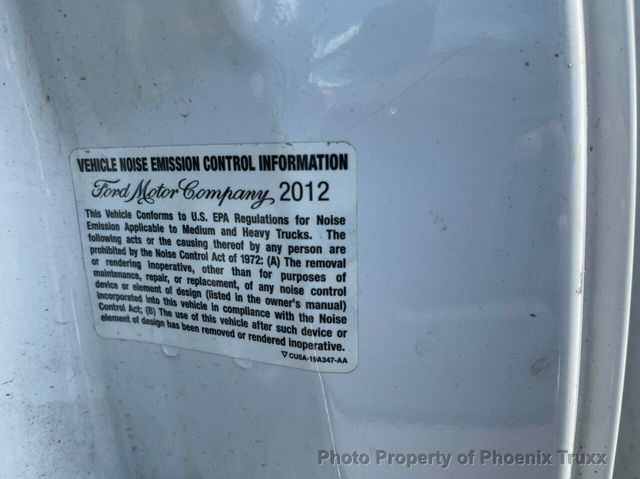 VEHICLE NOISE EMISSION CONTROL INFORMATION
Ford Motor Company 2012
This Vehicle Conforms to U.S. EPA Regulations for Noise
Emission Applicable to Medium and Heavy Trucks. The
following acts or the causing thereof by any person are
prohibited by the Noise Control Act of 1972: (A) The removal
or rendering inoperative, other than for purposes of
maintenance, repair, or replacement, of any noise control
device or element of design (listed in the owner's manual)
incorporated into this vehicle in compliance with the Noise
Control Act; (B) The use of this vehicle after such device or
element of design has been removed or rendered inoperative.
CU5A-19A347-AA
Photo Property of Phoenix Truxx